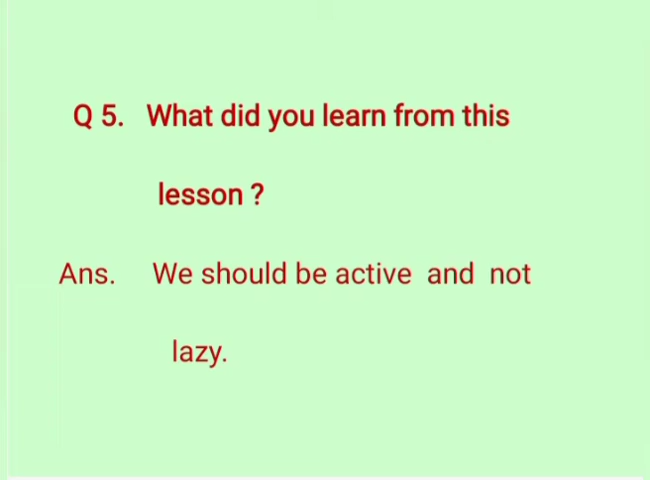 Q 5. What did you learn from this
lesson ?
Ans. We should be active and not
lazy.